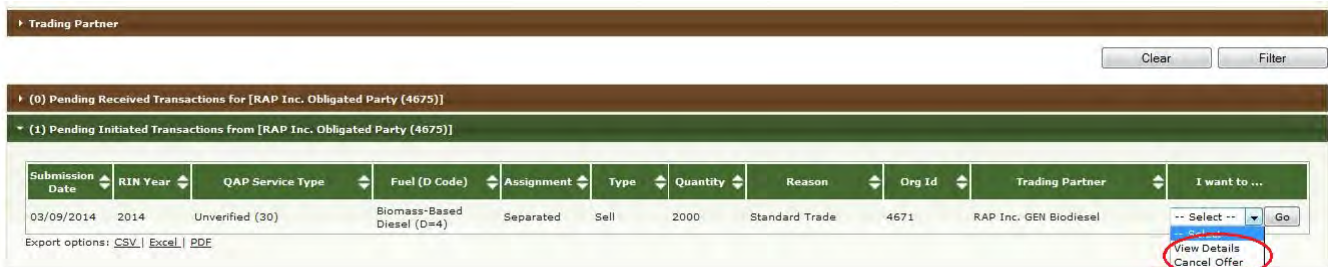 Trading Partner
Clear Filter
(0) Pending Received Transactions for [RAP Inc. Obligated Party (4675)]
(1) Pending Initiated Transactions from [RAP Inc. Obligated Party (4675)]
Submission Date RIN Year QAP Service Type Fuel (D Code) Assignment Type Quantity Reason Org Id Trading Partner I want to ...
03/09/2014 2014 Unverified (30) Biomass-Based Diesel (D=4) Separated Sell 2000 Standard Trade 4671 RAP Inc. GEN Biodiesel -- Select -- Go
Export options: CSV | Excel | PDF
-- Select --
View Details
Cancel Offer